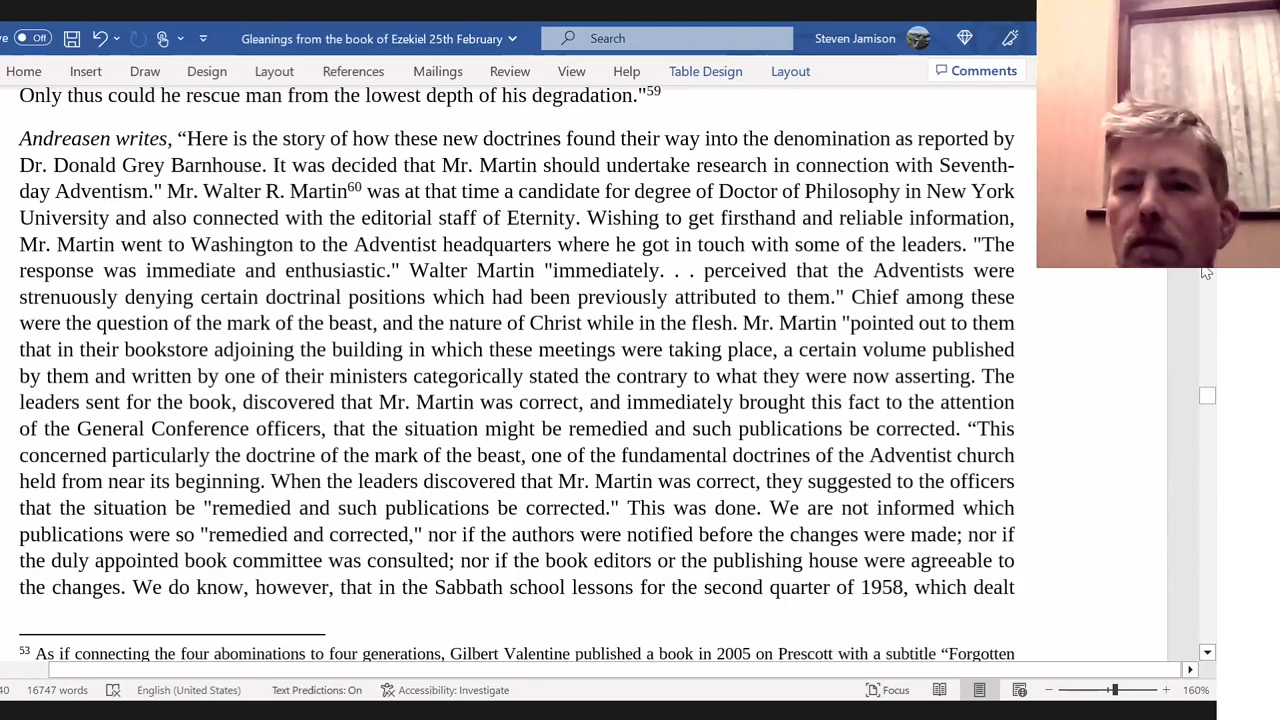 Off
Gleanings from the book of Ezekiel 25th February
Search
Steven Jamison
Home Insert Draw Design Layout References Mailings Review View Help Table Design Layout Comments
Only thus could he rescue man from the lowest depth of his degradation."59
Andreasen writes, “Here is the story of how these new doctrines found their way into the denomination as reported by
Dr. Donald Grey Barnhouse. It was decided that Mr. Martin should undertake research in connection with Seventh-
day Adventism." Mr. Walter R. Martin60 was at that time a candidate for degree of Doctor of Philosophy in New York
University and also connected with the editorial staff of Eternity. Wishing to get firsthand and reliable information,
Mr. Martin went to Washington to the Adventist headquarters where he got in touch with some of the leaders. "The
response was immediate and enthusiastic." Walter Martin "immediately. . . perceived that the Adventists were
strenuously denying certain doctrinal positions which had been previously attributed to them." Chief among these
were the question of the mark of the beast, and the nature of Christ while in the flesh. Mr. Martin "pointed out to them
that in their bookstore adjoining the building in which these meetings were taking place, a certain volume published
by them and written by one of their ministers categorically stated the contrary to what they were now asserting. The
leaders sent for the book, discovered that Mr. Martin was correct, and immediately brought this fact to the attention
of the General Conference officers, that the situation might be remedied and such publications be corrected. “This
concerned particularly the doctrine of the mark of the beast, one of the fundamental doctrines of the Adventist church
held from near its beginning. When the leaders discovered that Mr. Martin was correct, they suggested to the officers
that the situation be "remedied and such publications be corrected." This was done. We are not informed which
publications were so "remedied and corrected," nor if the authors were notified before the changes were made; nor if
the duly appointed book committee was consulted; nor if the book editors or the publishing house were agreeable to
the changes. We do know, however, that in the Sabbath school lessons for the second quarter of 1958, which dealt
53 As if connecting the four abominations to four generations, Gilbert Valentine published a book in 2005 on Prescott with a subtitle “Forgotten
40 16747 words English (United States) Text Predictions: On Accessibility: Investigate Focus 160%